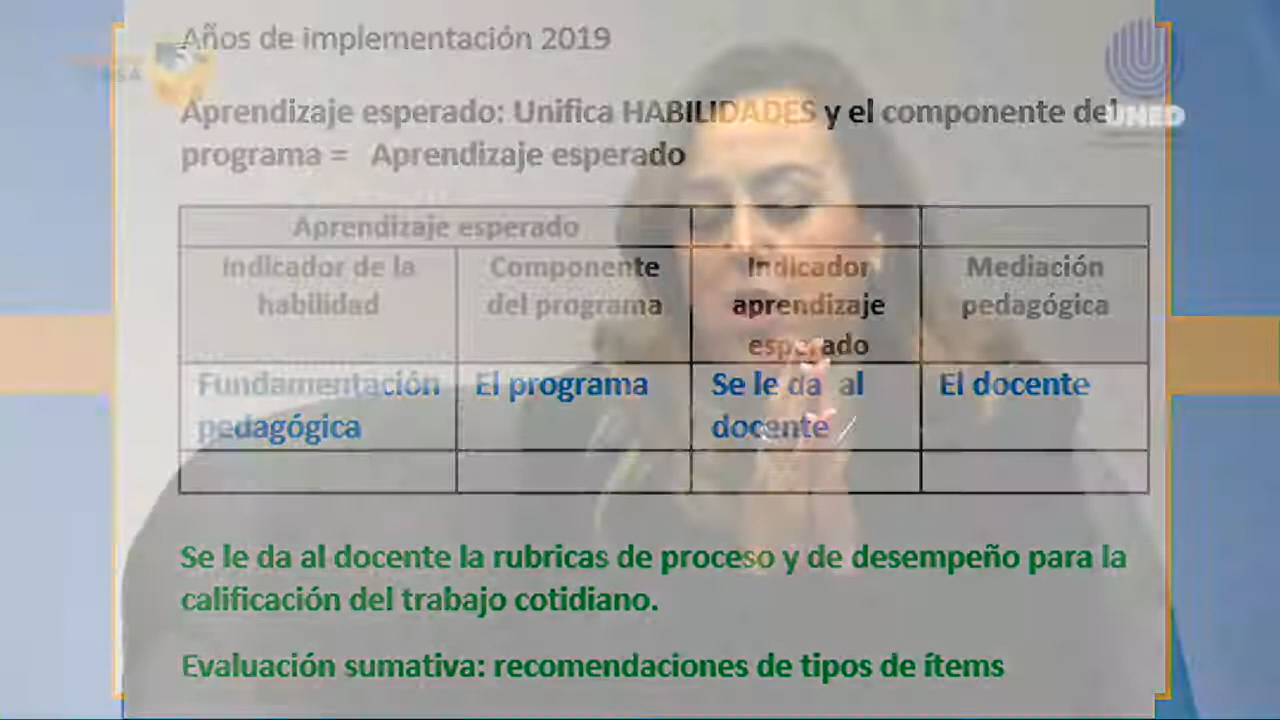 Años de implementación 2019
UNED
Aprendizaje esperado: Unifica HABILIDADES y el componente del
programa = Aprendizaje esperado
Aprendizaje esperado
Indicador de la habilidad
Componente del programa
Indicador aprendizaje esperado
Mediación pedagógica
Fundamentación pedagógica
El programa
Se le da al docente
El docente
Se le da al docente la rubricas de proceso y de desempeño para la
calificación del trabajo cotidiano.
Evaluación sumativa: recomendaciones de tipos de ítems